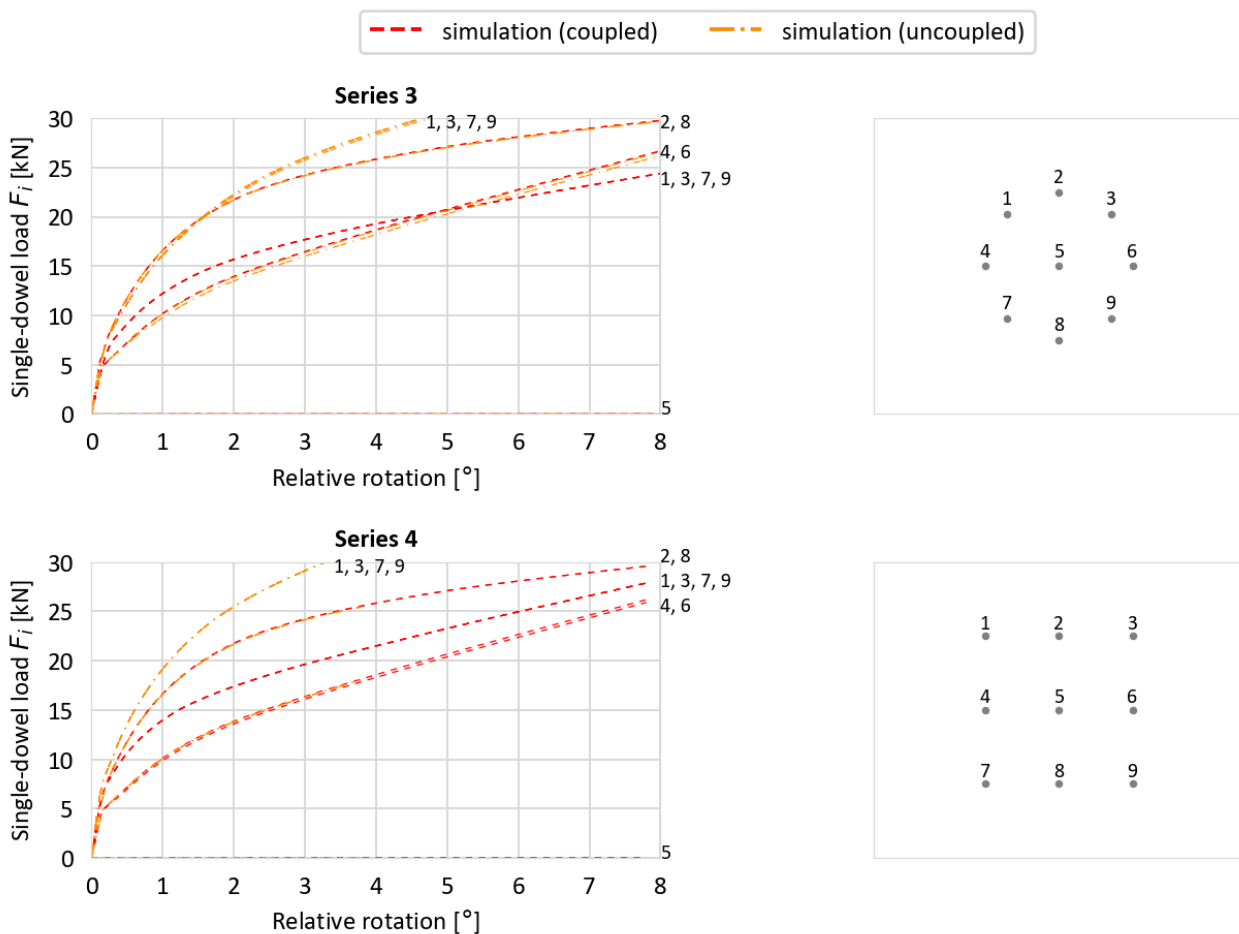 simulation (coupled) simulation (uncoupled)
Series 3
Single-dowel load Fi [kN]
30
25
20
15
10
5
0
1, 3, 7, 9
2, 8
4, 6
1, 3, 7, 9
5
0 1 2 3 4 5 6 7 8
Relative rotation [°]
2
1 3
4 5 6
7 9
8
Series 4
Single-dowel load Fi [kN]
30
25
20
15
10
5
0
2, 8
1, 3, 7, 9
1, 3, 7, 9
4, 6
5
0 1 2 3 4 5 6 7 8
Relative rotation [°]
1 2 3
4 5 6
7 8 9